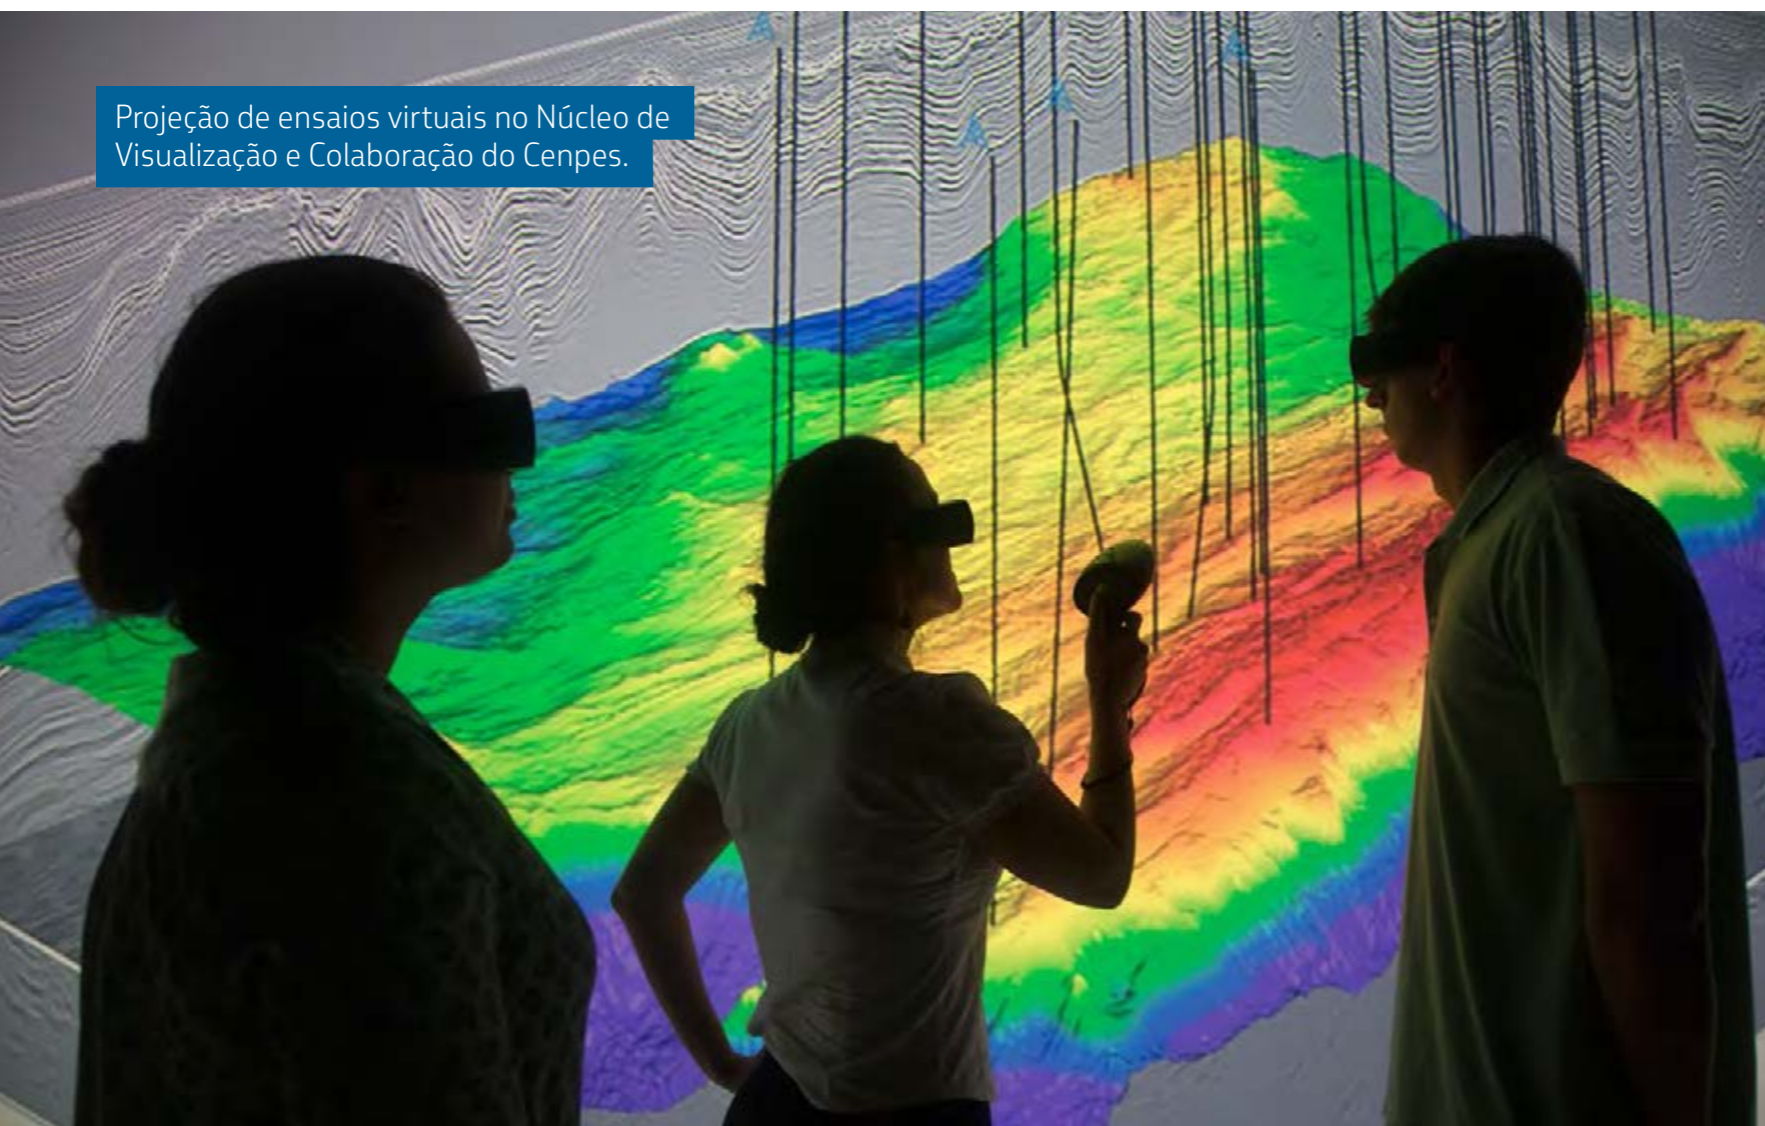 Projeção de ensaios virtuais no Núcleo de
Visualização e Colaboração do Cenpes.